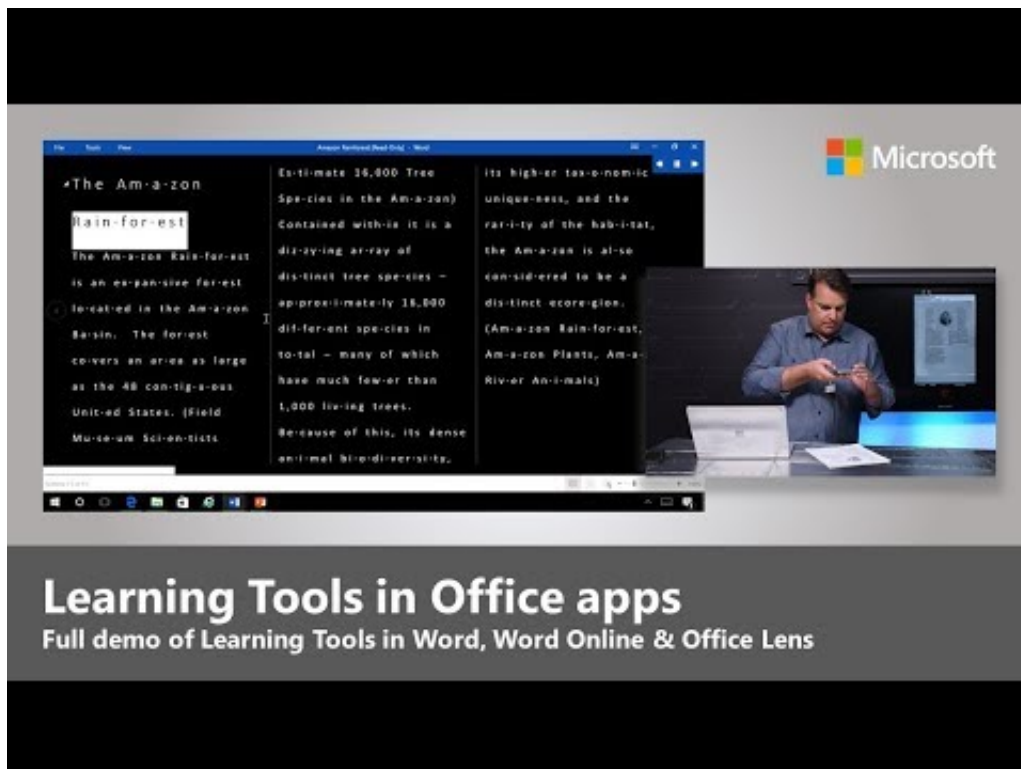 File Tools View Amazon Rainforest [Read-Only] - Word
Microsoft
The Am·a·zon
Rain·for·est
The Am·a·zon Rain·for·est
is an ex·pan·sive for·est
lo·cat·ed in the Am·a·zon
Ba·sin. The for·est
co·vers an ar·ea as large
as the 48 con·tig·u·ous
Unit·ed States. (Field
Mu·se·um Sci·en·tists
Es·ti·mate 16,000 Tree
Spe·cies in the Am·a·zon)
Contained with·in it is a
diz·zy·ing ar·ray of
dis·tinct tree spe·cies –
ap·prox·i·mate·ly 16,000
dif·fer·ent spe·cies in
to·tal – many of which
have much few·er than
1,000 liv·ing trees.
Be·cause of this, its dense
an·i·mal bi·o·di·ver·si·ty,
its high·er tax·o·nom·ic
unique·ness, and the
rar·i·ty of the hab·i·tat,
the Am·a·zon is al·so
con·sid·ered to be a
dis·tinct ecore·gion.
(Am·a·zon Rain·for·est,
Am·a·zon Plants, Am·a·
Riv·er An·i·mals)
Learning Tools in Office apps
Full demo of Learning Tools in Word, Word Online & Office Lens